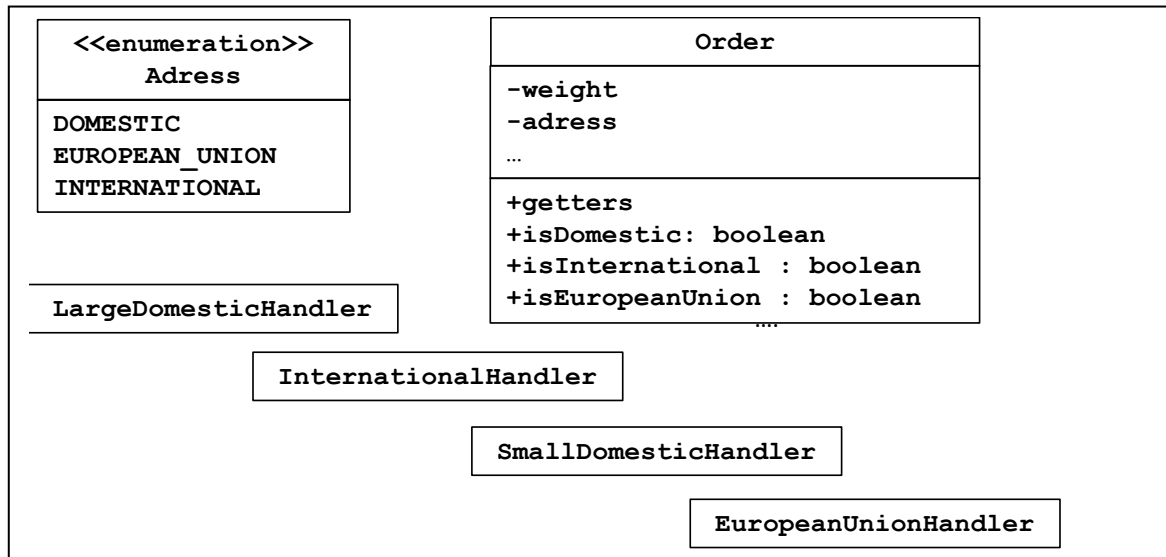 <<enumeration>>
Adress
DOMESTIC
EUROPEAN_UNION
INTERNATIONAL
Order
-weight
-adress
…
+getters
+isDomestic: boolean
+isInternational : boolean
+isEuropeanUnion : boolean
….
LargeDomesticHandler
InternationalHandler
SmallDomesticHandler
EuropeanUnionHandler